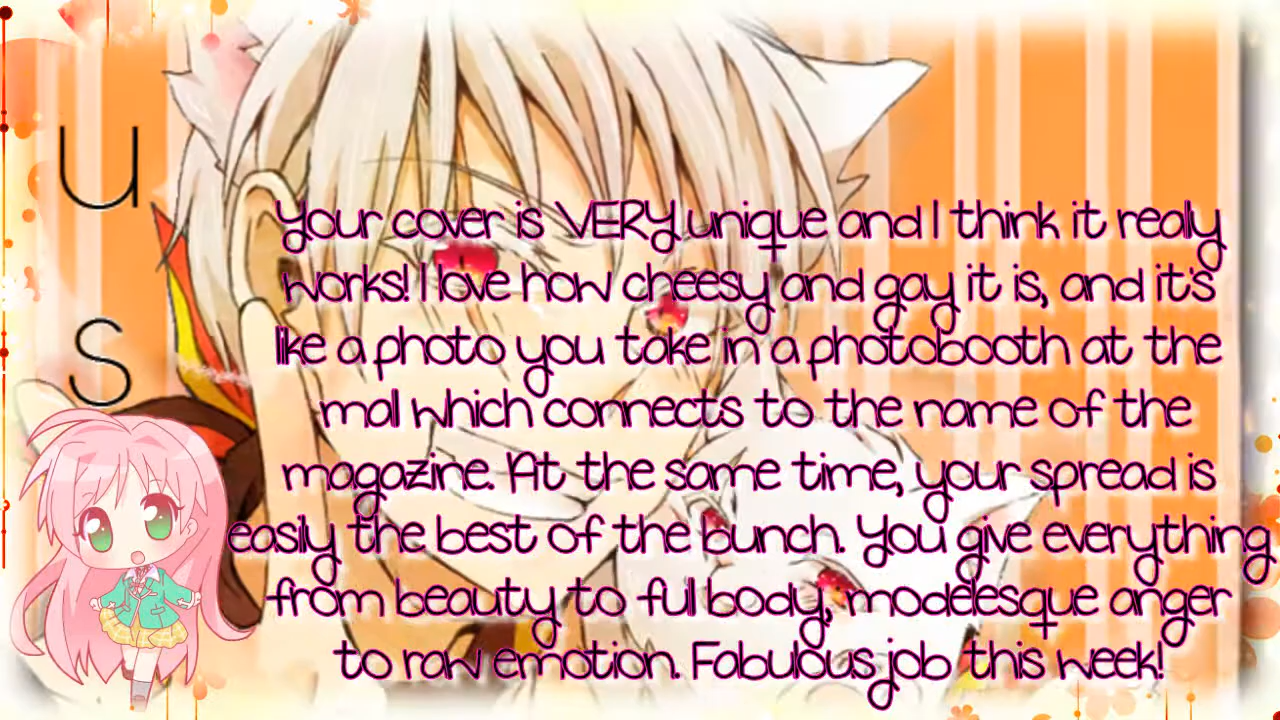 u
s
Your cover is VERY unique and I think it really
works! I love how cheesy and gay it is, and it's
like a photo you take in a photobooth at the
mall which connects to the name of the
magazine. At the same time, your spread is
easily the best of the bunch. You give everything
from beauty to full body, modelesque anger
to raw emotion. Fabulous job this week!